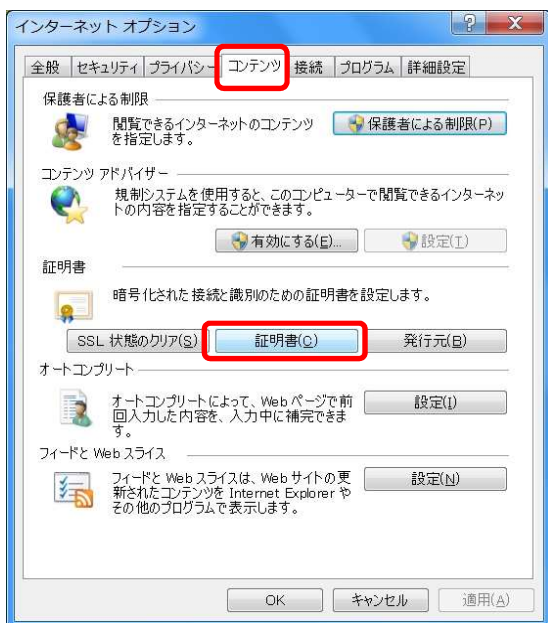 インターネット オプション
全般 セキュリティ プライバシー コンテンツ 接続 プログラム 詳細設定
保護者による制限
閲覧できるインターネットのコンテンツ
を指定します。
保護者による制限(P)
コンテンツ アドバイザー
規制システムを使用すると、このコンピューターで閲覧できるインターネッ
トの内容を指定することができます。
有効にする(E)... 設定(T)
証明書
暗号化された接続と識別のための証明書を設定します。
SSL 状態のクリア(S) 証明書(C) 発行元(B)
オートコンプリート
オートコンプリートによって、Web ページで前
回入力した内容を、入力中に補完できま
す。
設定(I)
フィードと Web スライス
フィードと Web スライスは、Web サイトの更
新されたコンテンツを Internet Explorer や
その他のプログラムで表示します。
設定(N)
OK キャンセル 適用(A)